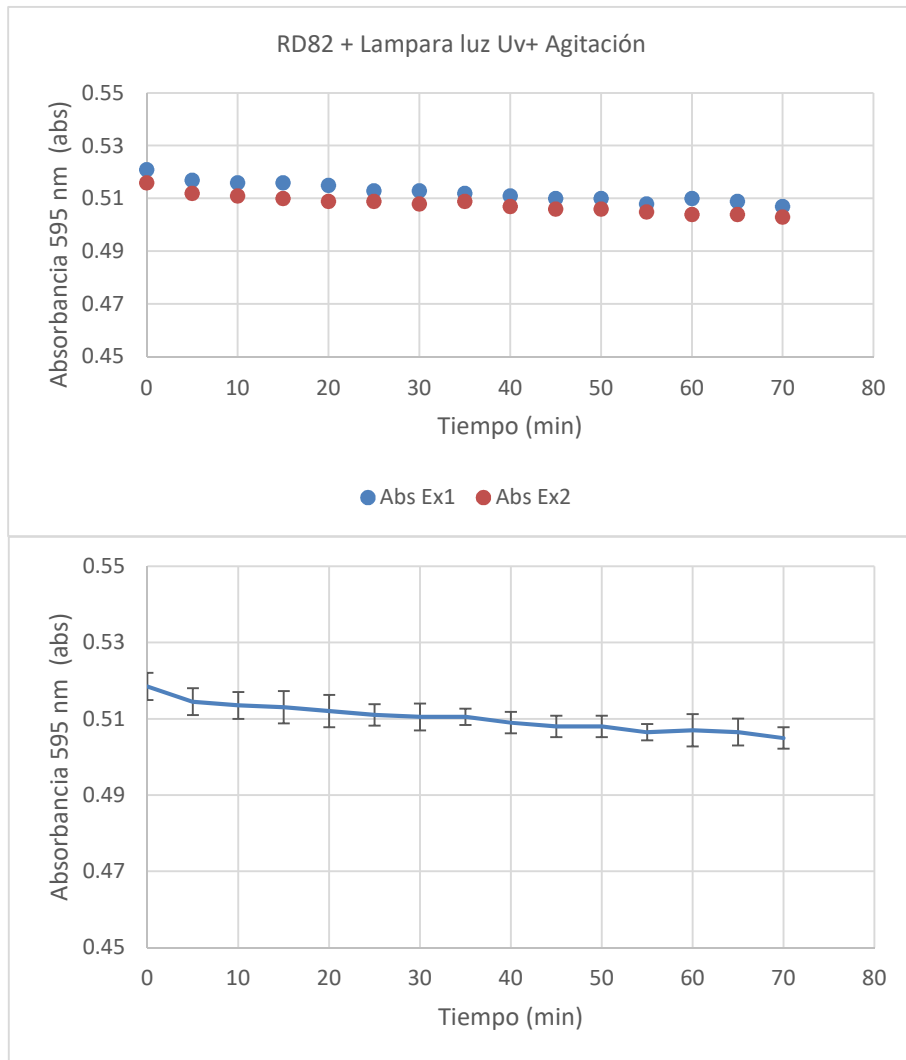 RD82 + Lampara luz Uv+ Agitación
Absorbancia 595 nm (abs)
0.55
0.53
0.51
0.49
0.47
0.45
0 10 20 30 40 50 60 70 80
Tiempo (min)
Abs Ex1 Abs Ex2
Absorbancia 595 nm (abs)
0.55
0.53
0.51
0.49
0.47
0.45
0 10 20 30 40 50 60 70 80
Tiempo (min)